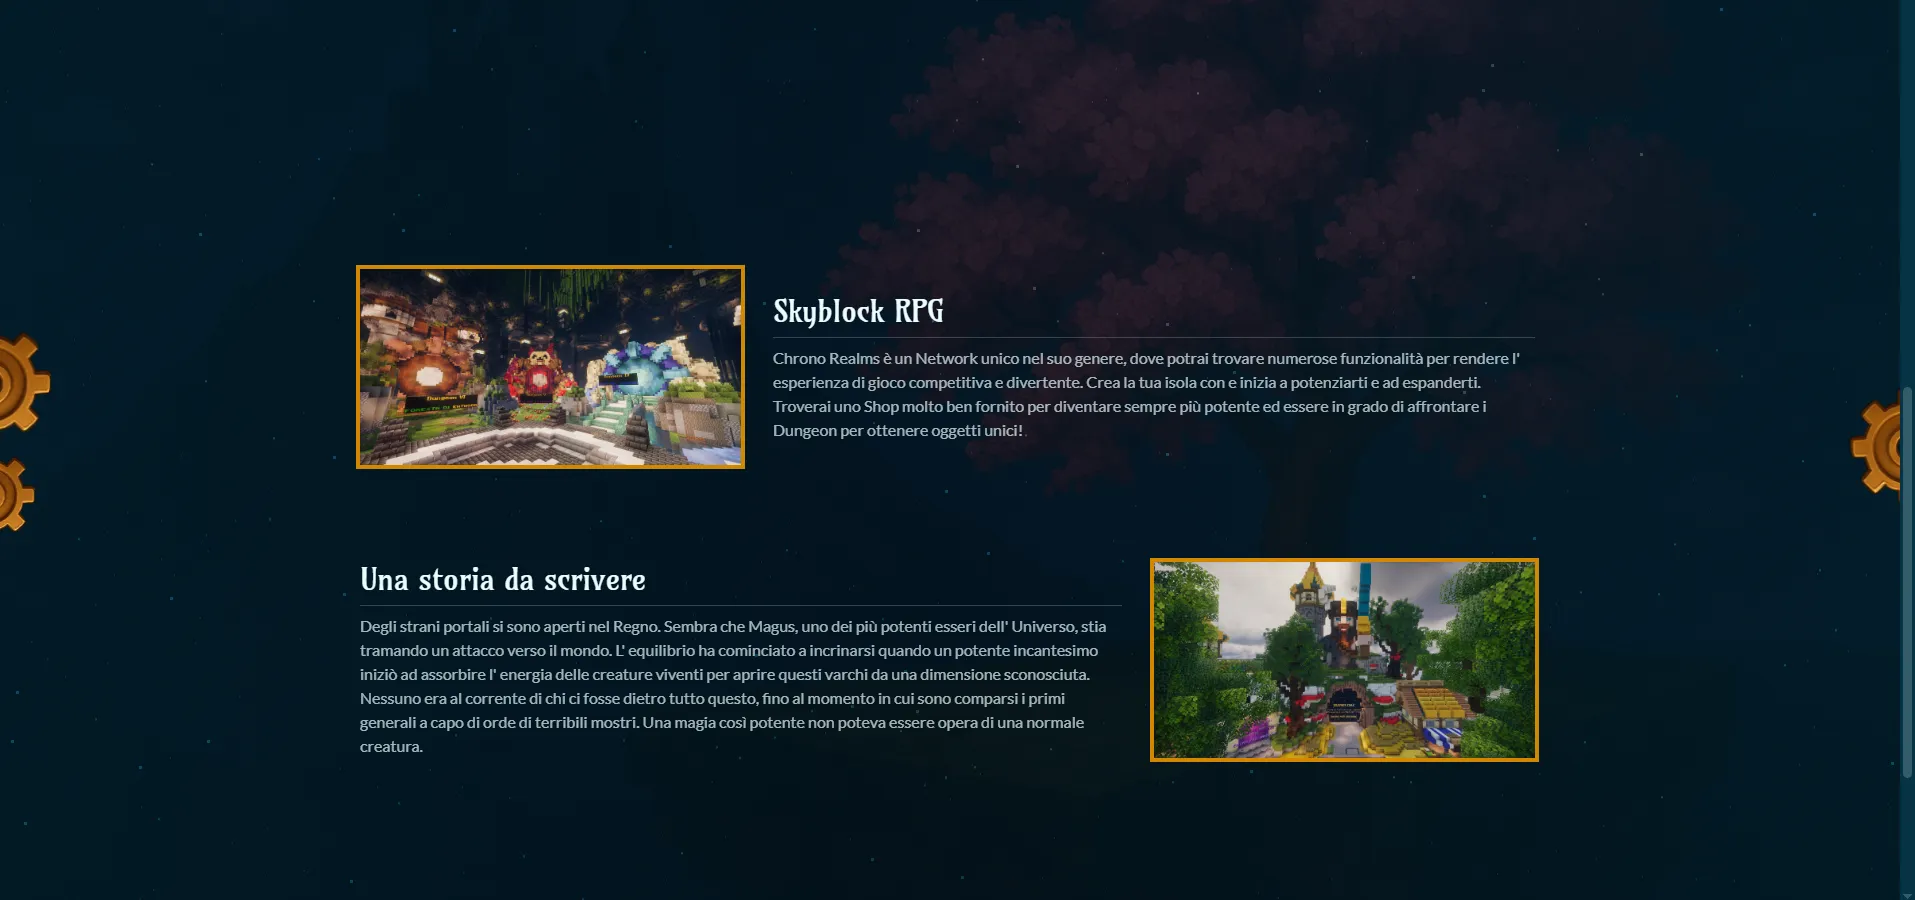 Skyblock RPG
Chrono Realms è un Network unico nel suo genere, dove potrai trovare numerose funzionalità per rendere l'
esperienza di gioco competitiva e divertente. Crea la tua isola con e inizia a potenziarti e ad espanderti.
Troverai uno Shop molto ben fornito per diventare sempre più potente ed essere in grado di affrontare i
Dungeon per ottenere oggetti unici!
Una storia da scrivere
Degli strani portali si sono aperti nel Regno. Sembra che Magus, uno dei più potenti esseri dell' Universo, stia
tramando un attacco verso il mondo. L' equilibrio ha cominciato a incrinarsi quando un potente incantesimo
iniziò ad assorbire l' energia delle creature viventi per aprire questi varchi da una dimensione sconosciuta.
Nessuno era al corrente di chi ci fosse dietro tutto questo, fino al momento in cui sono comparsi i primi
generali a capo di orde di terribili mostri. Una magia così potente non poteva essere opera di una normale
creatura.